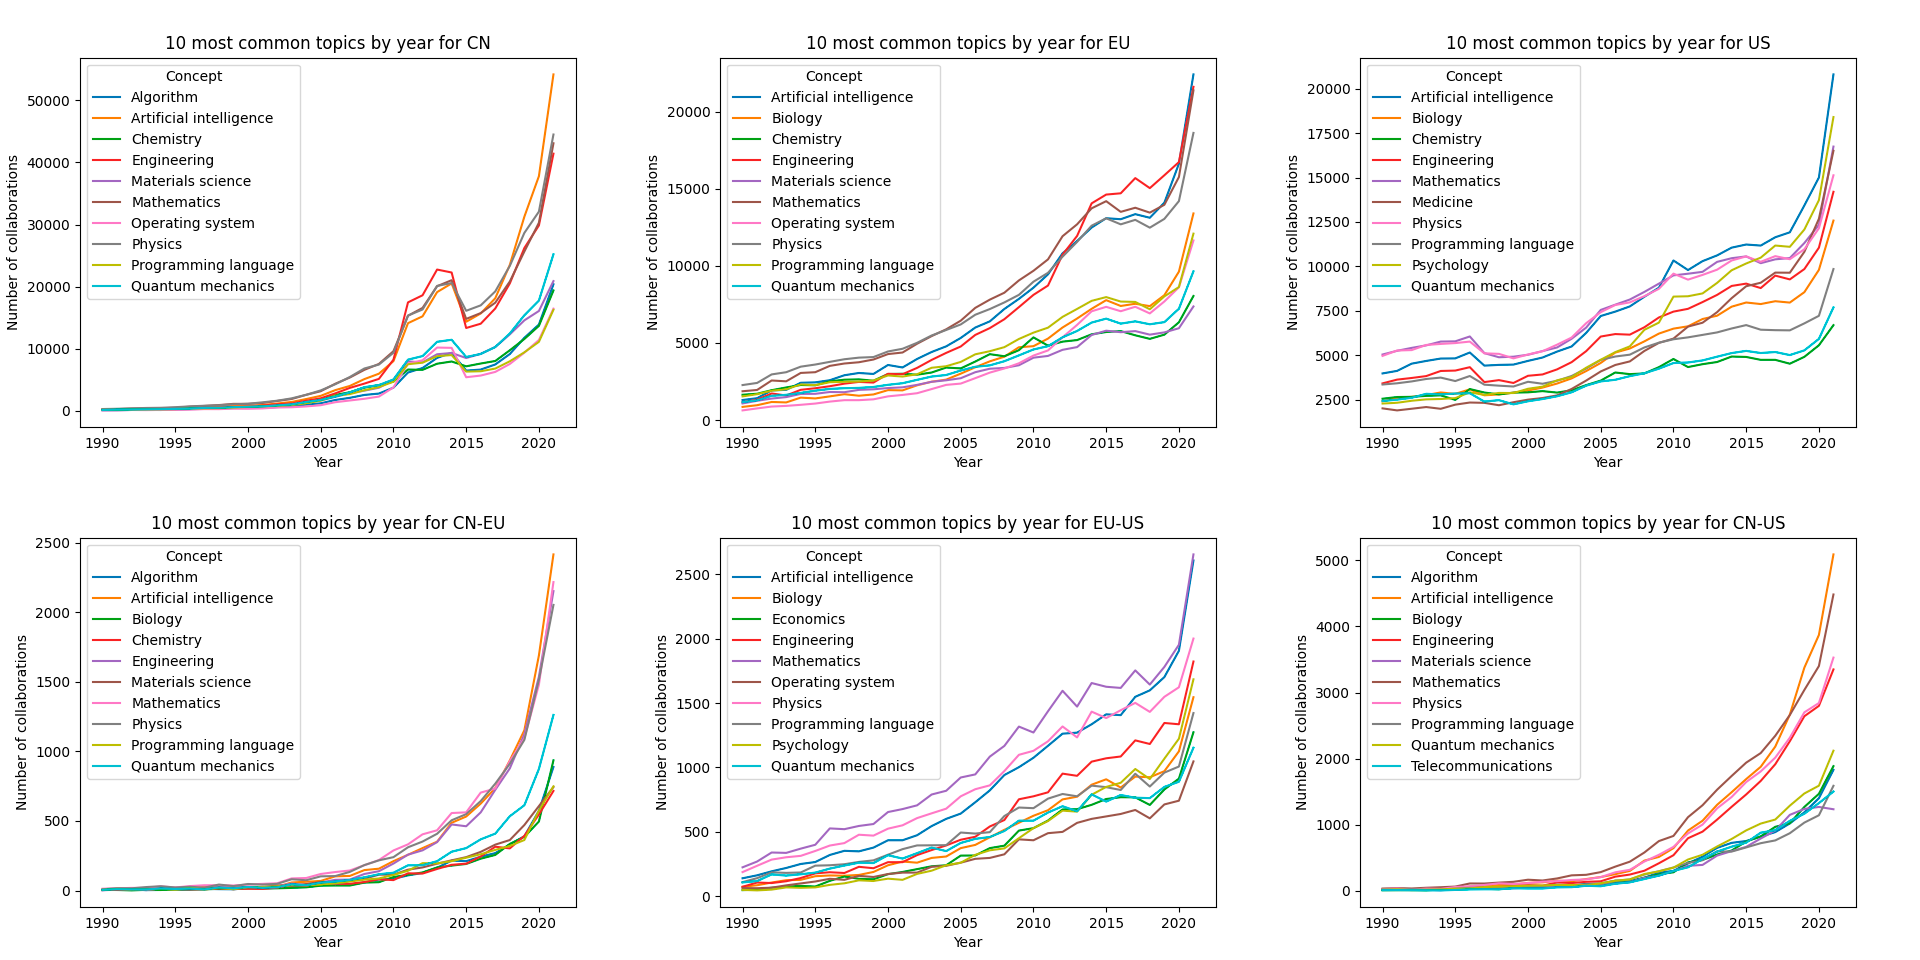 10 most common topics by year for CN
Number of collaborations
50000
40000
30000
20000
10000
0
Concept
Algorithm
Artificial intelligence
Chemistry
Engineering
Materials science
Mathematics
Operating system
Physics
Programming language
Quantum mechanics
1990 1995 2000 2005 2010 2015 2020
Year
10 most common topics by year for EU
Number of collaborations
20000
15000
10000
5000
0
Concept
Artificial intelligence
Biology
Chemistry
Engineering
Materials science
Mathematics
Operating system
Physics
Programming language
Quantum mechanics
1990 1995 2000 2005 2010 2015 2020
Year
10 most common topics by year for US
Number of collaborations
20000
17500
15000
12500
10000
7500
5000
2500
Concept
Artificial intelligence
Biology
Chemistry
Engineering
Mathematics
Medicine
Physics
Programming language
Psychology
Quantum mechanics
1990 1995 2000 2005 2010 2015 2020
Year
10 most common topics by year for CN-EU
Number of collaborations
2500
2000
1500
1000
500
0
Concept
Algorithm
Artificial intelligence
Biology
Chemistry
Engineering
Materials science
Mathematics
Physics
Programming language
Quantum mechanics
1990 1995 2000 2005 2010 2015 2020
Year
10 most common topics by year for EU-US
Number of collaborations
2500
2000
1500
1000
500
0
Concept
Artificial intelligence
Biology
Economics
Engineering
Mathematics
Operating system
Physics
Programming language
Psychology
Quantum mechanics
1990 1995 2000 2005 2010 2015 2020
Year
10 most common topics by year for CN-US
Number of collaborations
5000
4000
3000
2000
1000
0
Concept
Algorithm
Artificial intelligence
Biology
Engineering
Materials science
Mathematics
Physics
Programming language
Quantum mechanics
Telecommunications
1990 1995 2000 2005 2010 2015 2020
Year